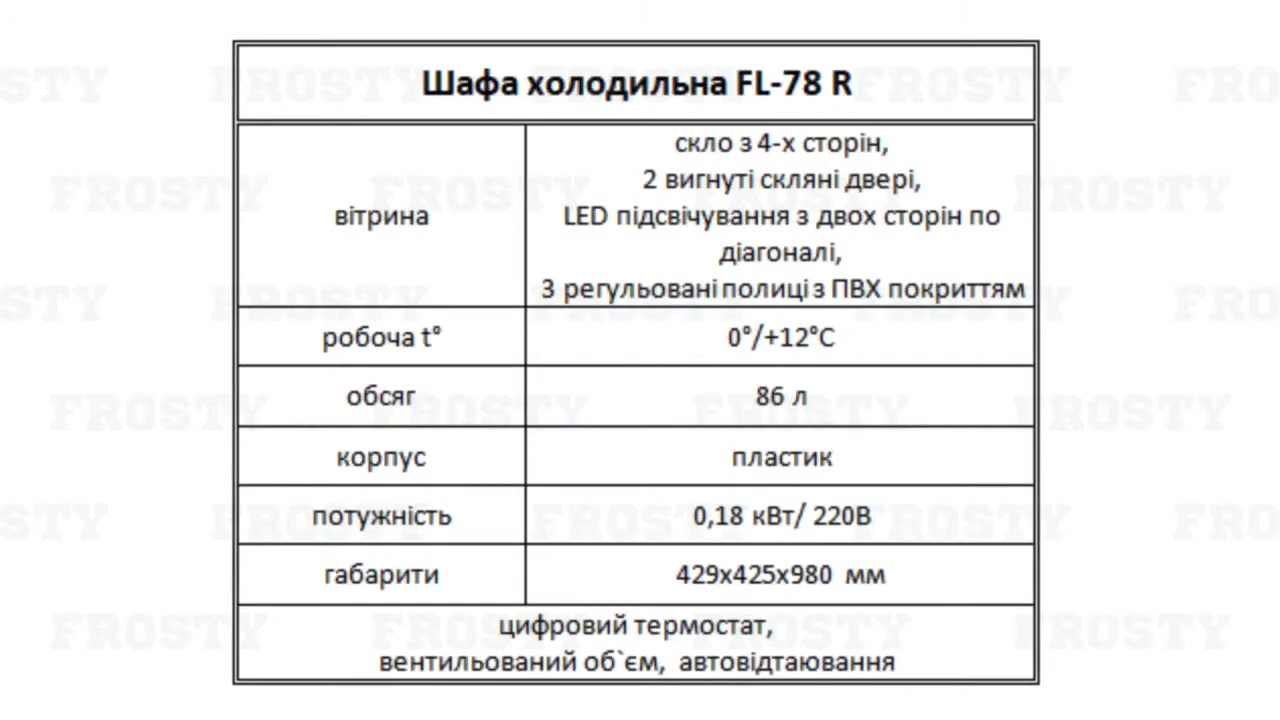 Шафа холодильна FL-78 R
вітрина
скло з 4-х сторін,
2 вигнуті скляні двері,
LED підсвічування з двох сторін по
діагоналі,
3 регульовані полиці з ПВХ покриттям
робоча t° 0°/+12°C
обсяг 86 л
корпус пластик
потужність 0,18 кВт/ 220В
габарити 429х425х980 мм
цифровий термостат,
вентильований об`єм, автовідтаювання
FROSTY